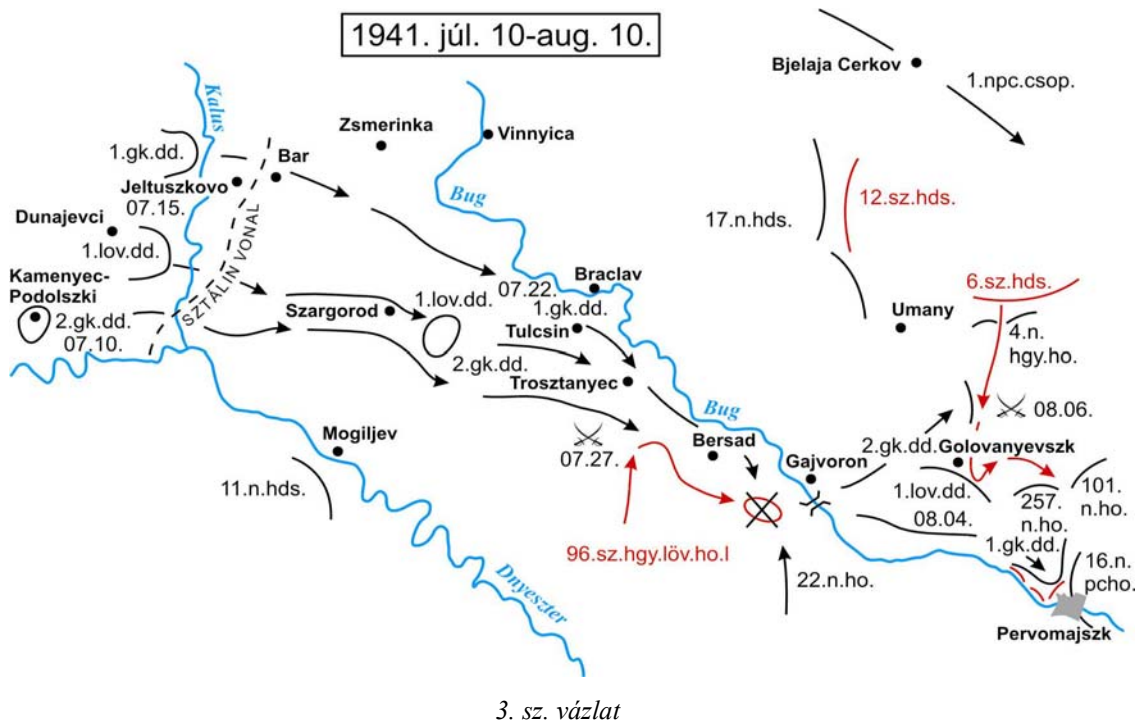 1941. júl. 10-aug. 10.
Bjelaja Cerkov
1.npc.csop.
Kalus
Zsmerinka
Vinnyica
1.gk.dd.
Bar
Jeltuszkovo
07.15.
Bug
12.sz.hds.
17.n.hds.
Dunajevci
1.lov.dd.
SZTÁLIN VONAL
Kamenyec-
Podolszki
2.gk.dd.
07.10.
Szargorod
1.lov.dd.
07.22.
Braclav
1.gk.dd.
Tulcsin
2.gk.dd.
Trosztanyec
6.sz.hds.
Umany
4.n.
hgy.ho.
08.06.
Bug
Mogiljev
11.n.hds.
07.27.
Bersad
Gajvoron
2.gk.dd.
Golovanyevszk
1.lov.dd.
08.04.
257.
n.ho.
101.
n.ho.
1.gk.dd.
16.n.
pcho.
96.sz.hgy.löv.ho.I
22.n.ho.
Dnyeszter
Pervomajszk
3. sz. vázlat